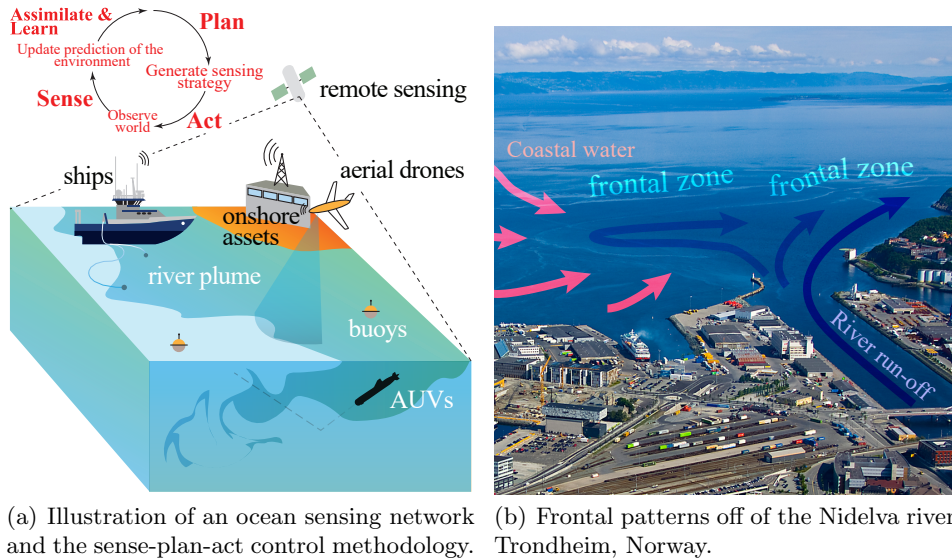 Assimilate &
Learn
Plan
Update prediction of the
environment
Generate sensing
strategy
Sense
Observe
world
Act
remote sensing
ships
aerial drones
onshore
assets
river plume
buoys
AUVs
(a) Illustration of an ocean sensing network
and the sense-plan-act control methodology.
Coastal water
frontal zone
frontal zone
River run-off
(b) Frontal patterns off of the Nidelva river,
Trondheim, Norway.